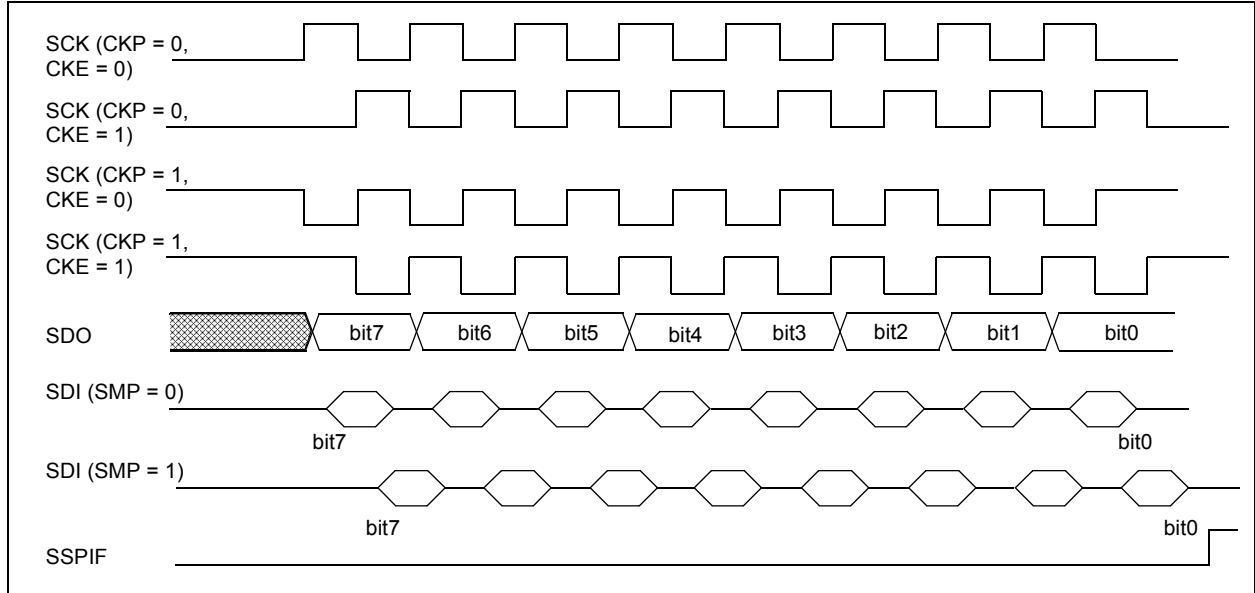 SCK (CKP = 0,
CKE = 0)
SCK (CKP = 0,
CKE = 1)
SCK (CKP = 1,
CKE = 0)
SCK (CKP = 1,
CKE = 1)
SDO bit7 bit6 bit5 bit4 bit3 bit2 bit1 bit0
SDI (SMP = 0)
bit7 bit0
SDI (SMP = 1)
bit7 bit0
SSPIF